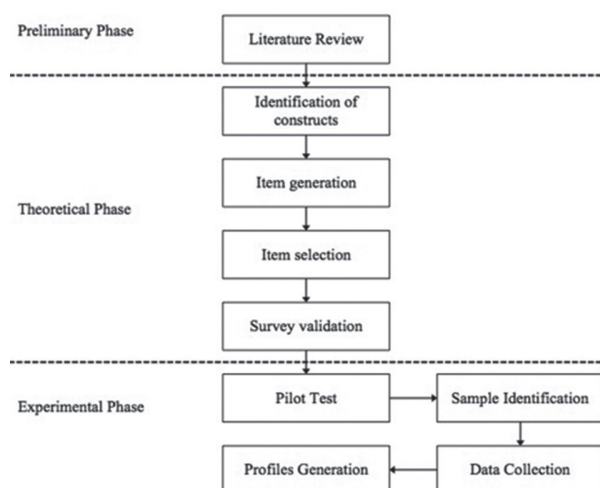 Preliminary Phase
Literature Review
Identification of
constructs
Item generation
Theoretical Phase
Item selection
Survey validation
Experimental Phase
Pilot Test
Sample Identification
Profiles Generation
Data Collection